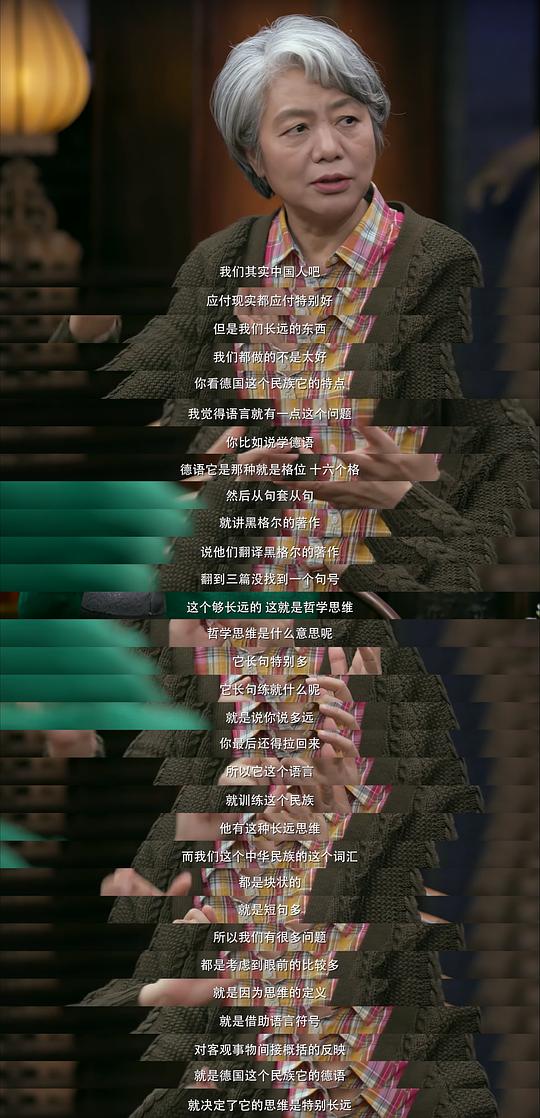 我们其实中国人吧
应付现实都应付特别好
但是我们长远的东西
我们都做的不是太好
你看德国这个民族它的特点
我觉得语言就有一点这个问题
你比如说学德语
德语它是那种就是格位 十六个格
然后从句套从句
就讲黑格尔的著作
说他们翻译黑格尔的著作
翻到三篇没找到一个句号
这个够长远的 这就是哲学思维
哲学思维是什么意思呢
它长句特别多
它长句练就什么呢
就是说你说多远
你最后还得拉回来
所以它这个语言
就训练这个民族
他有这种长远思维
而我们这个中华民族的这个词汇
都是块状的
就是短句多
所以我们有很多问题
都是考虑到眼前的比较多
就是因为思维的定义
就是借助语言符号
对客观事物间接概括的反映
就是德国这个民族它的德语
就决定了它的思维是特别长远